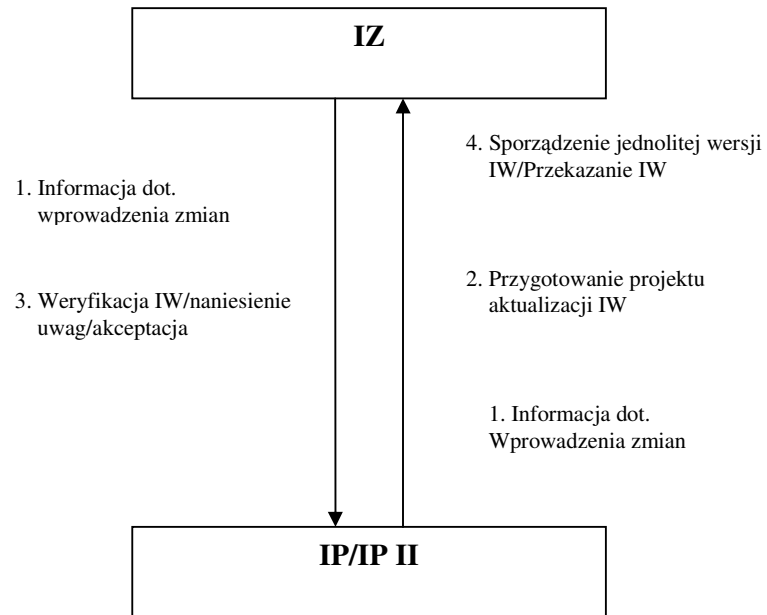 IZ
4. Sporządzenie jednolitej wersji
IW/Przekazanie IW
1. Informacja dot.
wprowadzenia zmian
2. Przygotowanie projektu
aktualizacji IW
3. Weryfikacja IW/naniesienie
uwag/akceptacja
1. Informacja dot.
Wprowadzenia zmian
IP/IP II